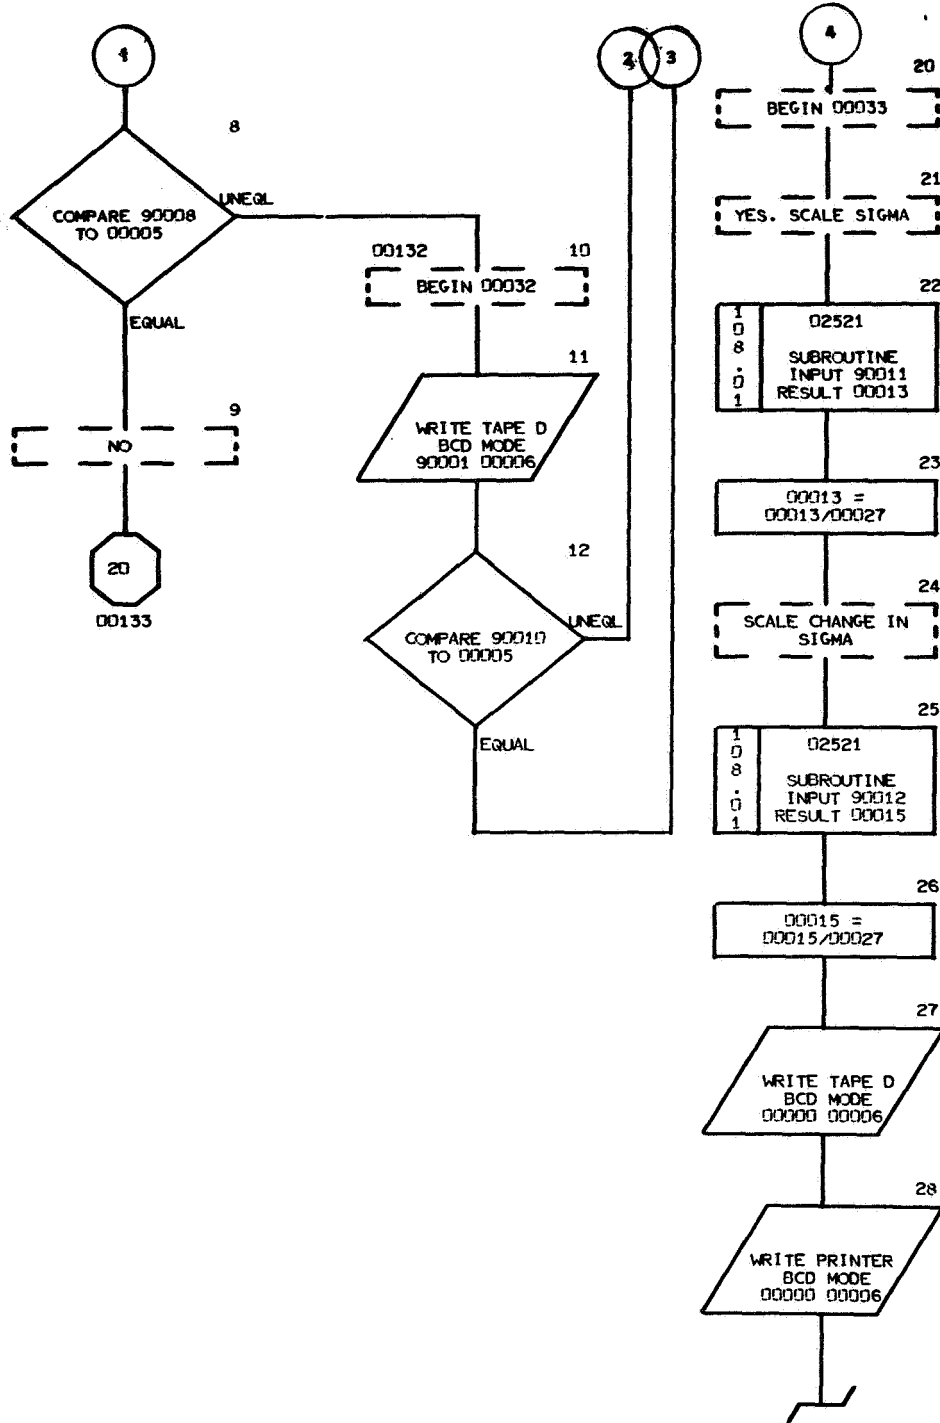 1
8
COMPARE 90008
TO 00005
UNEQL
EQUAL
9
NO
20
00133
00132
10
BEGIN 00032
11
WRITE TAPE D
BCD MODE
90001 00006
12
COMPARE 90010
TO 00005
UNEQL
EQUAL
2
3
4
20
BEGIN 00033
21
YES. SCALE SIGMA
22
108.01
02521
SUBROUTINE
INPUT 90011
RESULT 00013
23
00013 =
00013/00027
24
SCALE CHANGE IN
SIGMA
25
108.01
02521
SUBROUTINE
INPUT 90012
RESULT 00015
26
00015 =
00015/00027
27
WRITE TAPE D
BCD MODE
00000 00006
28
WRITE PRINTER
BCD MODE
00000 00006